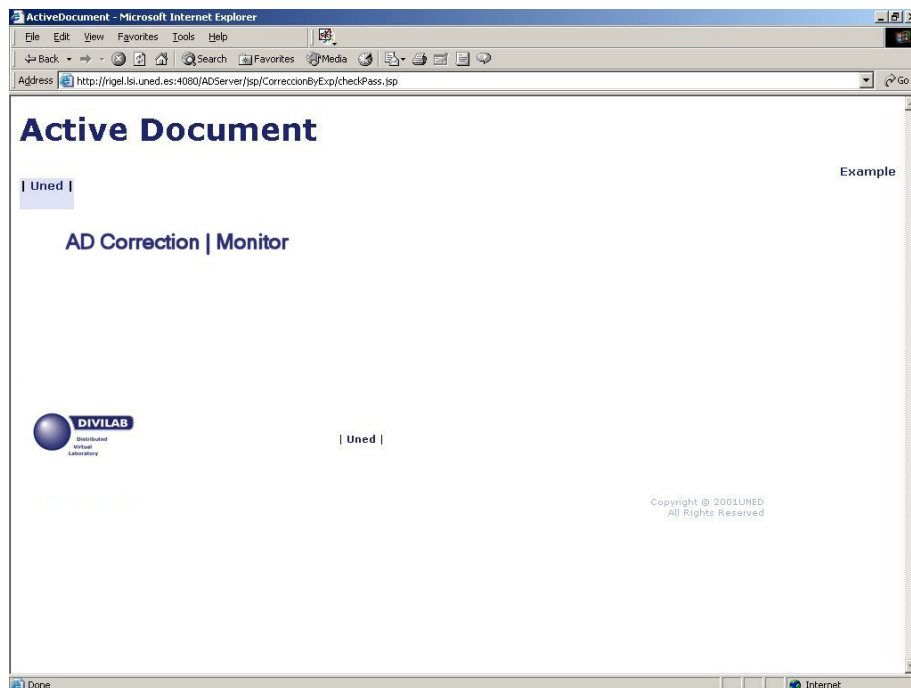 ActiveDocument - Microsoft Internet Explorer
File Edit View Favorites Tools Help
Back Search Favorites Media
Address http://rigel.lsi.uned.es:4080/ADServer/jsp/CorreccionByExp/checkPass.jsp Go
Active Document
Example
| Uned |
AD Correction | Monitor
DIVILAB
Distributed
Virtual
Laboratory
| Uned |
Copyright © 2001UNED
All Rights Reserved
Done Internet